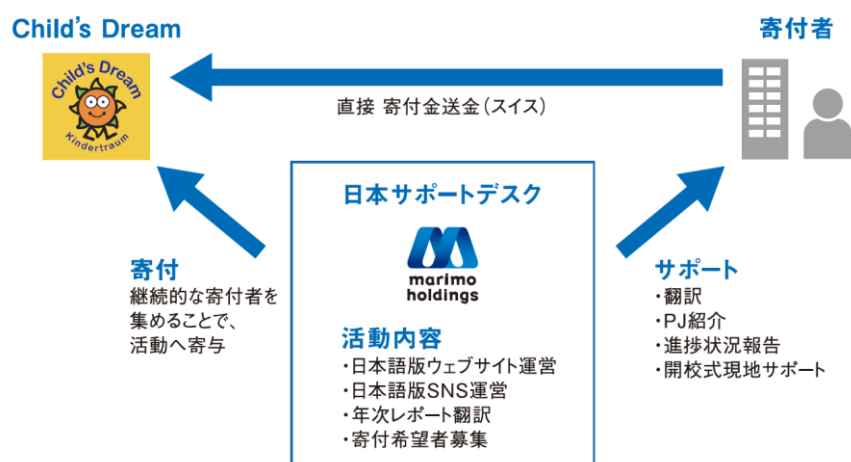 Child's Dream
寄付者
Child's Dream
Kindertraum
直接 寄付金送金（スイス）
日本サポートデスク
marimo
holdings
寄付
継続的な寄付者を
集めることで、
活動へ寄与
活動内容
・日本語版ウェブサイト運営
・日本語版SNS運営
・年次レポート翻訳
・寄付希望者募集
サポート
・翻訳
・PJ紹介
・進捗状況報告
・開校式現地サポート